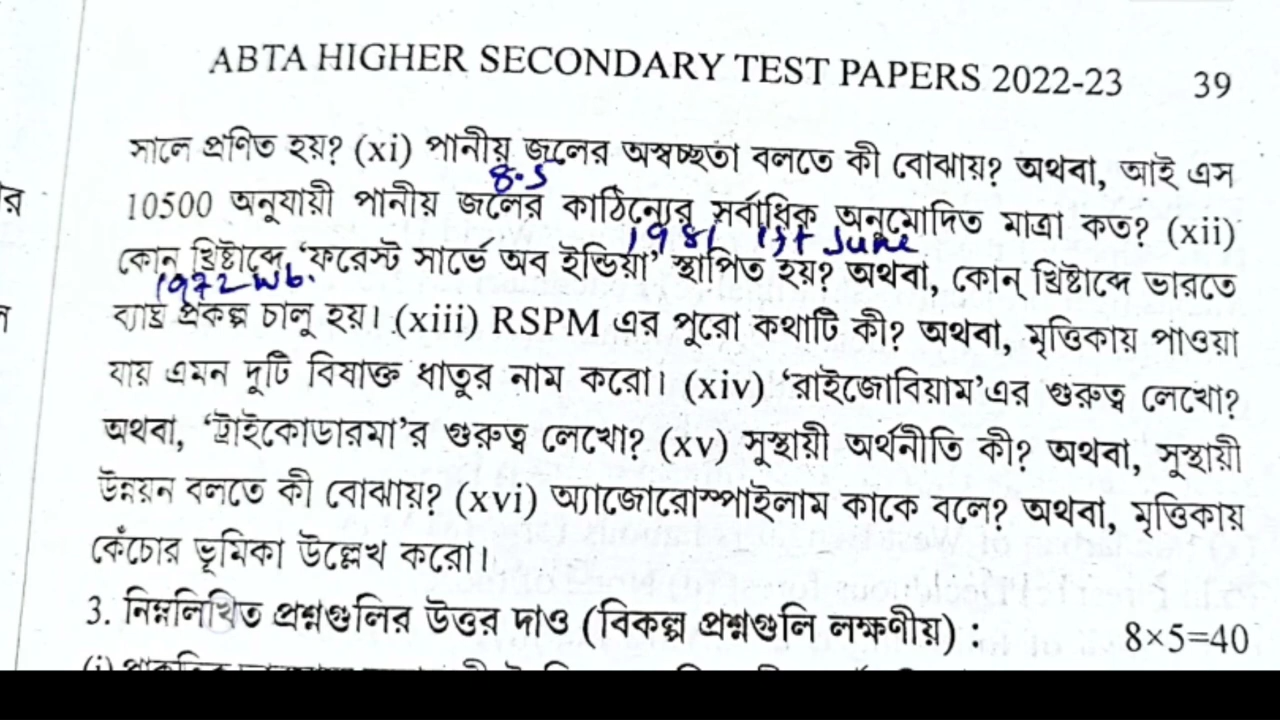 ABTA HIGHER SECONDARY TEST PAPERS 2022-23 39
সালে প্রণিত হয়? (xi) পানীয় জলের অস্বচ্ছতা বলতে কী বোঝায়? অথবা, আই এস
8.5
10500 অনুযায়ী পানীয় জলের কাঠিন্যের সর্বাধিক অনুমোদিত মাত্রা কত? (xii)
1981 1st June
কোন্ খ্রিষ্টাব্দে ‘ফরেস্ট সার্ভে অব ইন্ডিয়া’ স্থাপিত হয়? অথবা, কোন্ খ্রিষ্টাব্দে ভারতে
1972 Wb.
ব্যাঘ্র প্রকল্প চালু হয়। (xiii) RSPM এর পুরো কথাটি কী? অথবা, মৃত্তিকায় পাওয়া
যায় এমন দুটি বিষাক্ত ধাতুর নাম করো। (xiv) ‘রাইজোবিয়াম’এর গুরুত্ব লেখো?
অথবা, ‘ট্রাইকোডারমা’র গুরুত্ব লেখো? (xv) সুস্থায়ী অর্থনীতি কী? অথবা, সুস্থায়ী
উন্নয়ন বলতে কী বোঝায়? (xvi) অ্যাজোরোস্পাইলাম কাকে বলে? অথবা, মৃত্তিকায়
কেঁচোর ভূমিকা উল্লেখ করো।
3. নিম্নলিখিত প্রশ্নগুলির উত্তর দাও (বিকল্প প্রশ্নগুলি লক্ষণীয়) : 8×5=40